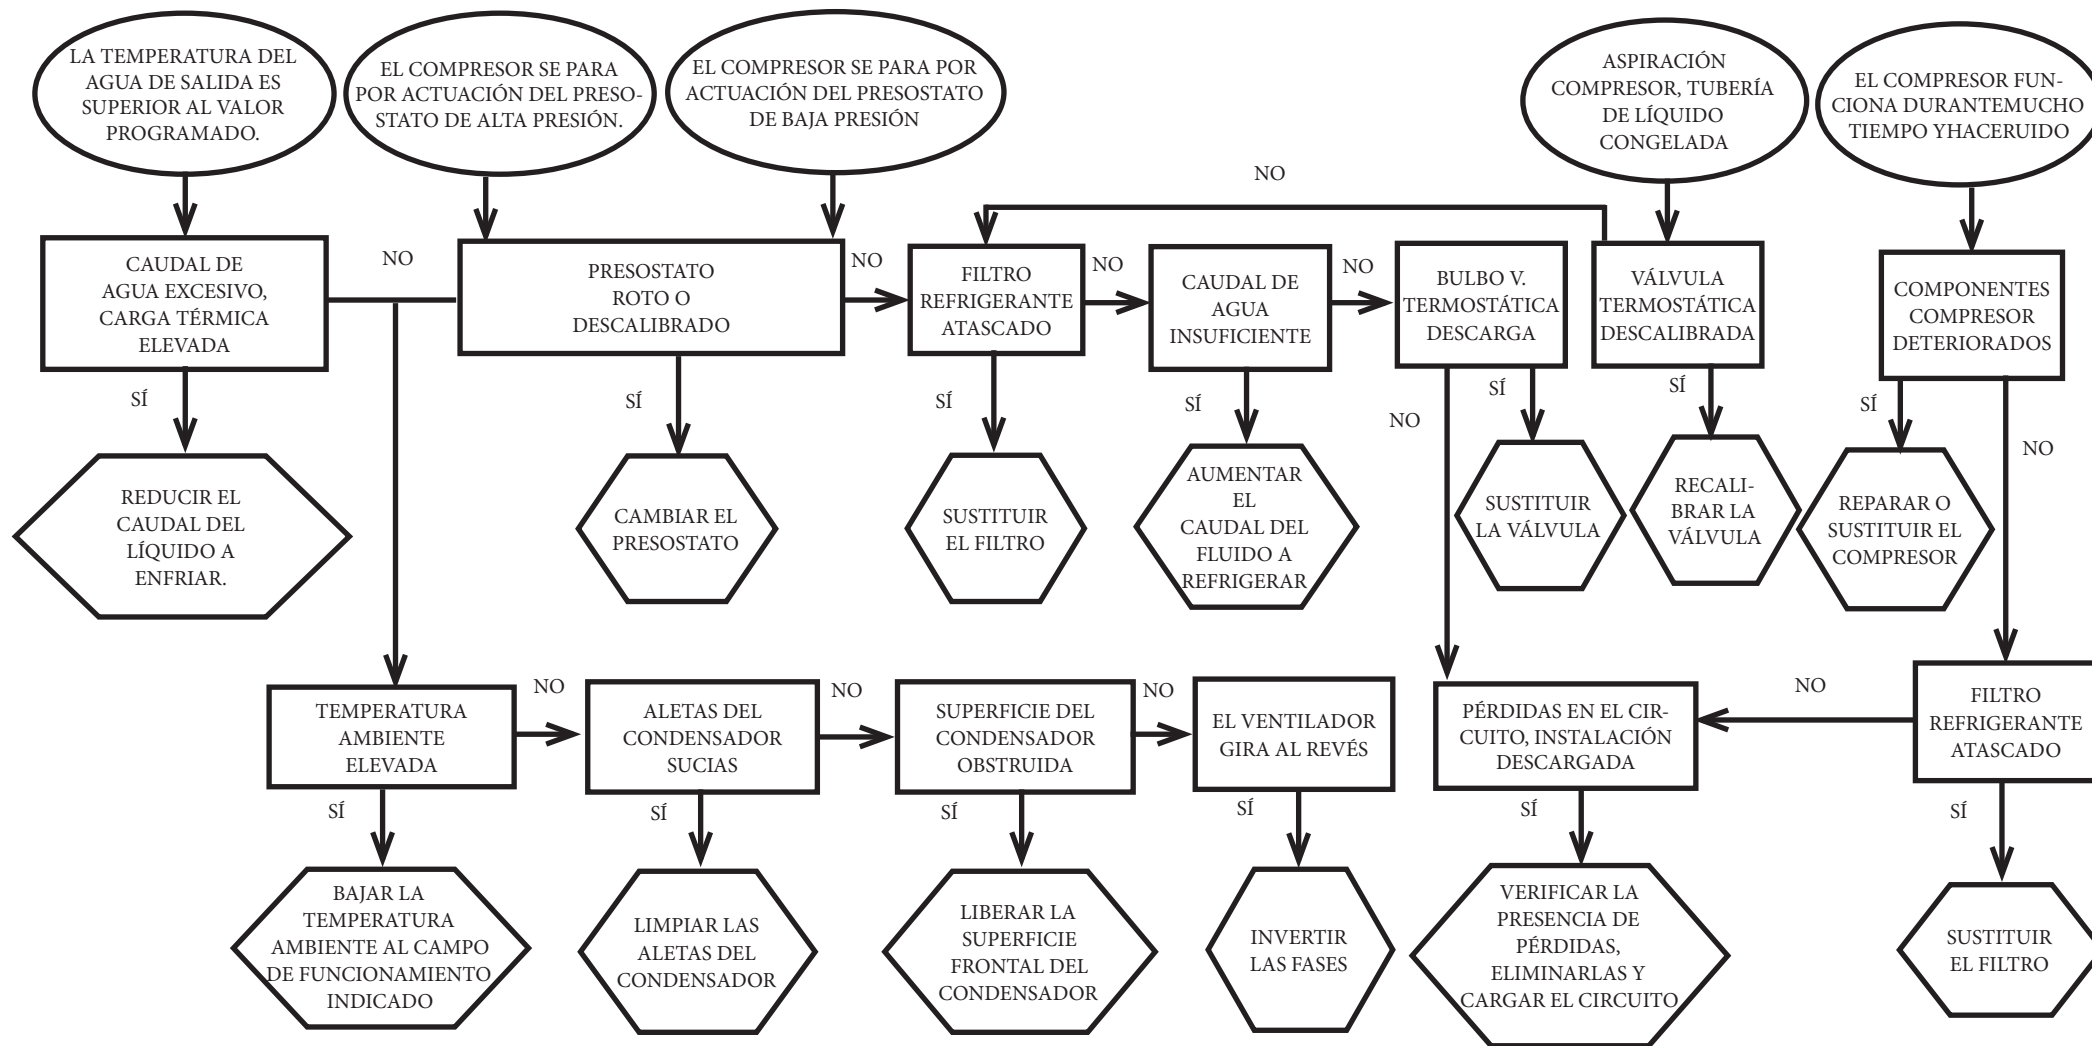 LA TEMPERATURA DEL
AGUA DE SALIDA ES
SUPERIOR AL VALOR
PROGRAMADO.
EL COMPRESOR SE PARA
POR ACTUACIÓN DEL PRESO-
STATO DE ALTA PRESIÓN.
EL COMPRESOR SE PARA POR
ACTUACIÓN DEL PRESOSTATO
DE BAJA PRESIÓN
ASPIRACIÓN
COMPRESOR, TUBERÍA
DE LÍQUIDO
CONGELADA
EL COMPRESOR FUN-
CIONA DURANTEMUCHO
TIEMPO YHACERUIDO
NO
CAUDAL DE
AGUA EXCESIVO,
CARGA TÉRMICA
ELEVADA
NO
PRESOSTATO
ROTO O
DESCALIBRADO
NO
FILTRO
REFRIGERANTE
ATASCADO
NO
CAUDAL DE
AGUA
INSUFICIENTE
NO
BULBO V.
TERMOSTÁTICA
DESCARGA
VÁLVULA
TERMOSTÁTICA
DESCALIBRADA
COMPONENTES
COMPRESOR
DETERIORADOS
SÍ
SÍ
SÍ
SÍ
NO
SÍ
SÍ
SÍ
NO
REDUCIR EL
CAUDAL DEL
LÍQUIDO A
ENFRIAR.
CAMBIAR EL
PRESOSTATO
SUSTITUIR
EL FILTRO
AUMENTAR
EL
CAUDAL DEL
FLUIDO A
REFRIGERAR
SUSTITUIR
LA VÁLVULA
RECALI-
BRAR LA
VÁLVULA
REPARAR O
SUSTITUIR EL
COMPRESOR
TEMPERATURA
AMBIENTE
ELEVADA
NO
ALETAS DEL
CONDENSADOR
SUCIAS
NO
SUPERFICIE DEL
CONDENSADOR
OBSTRUIDA
NO
EL VENTILADOR
GIRA AL REVÉS
PÉRDIDAS EN EL CIR-
CUITO, INSTALACIÓN
DESCARGADA
NO
FILTRO
REFRIGERANTE
ATASCADO
SÍ
SÍ
SÍ
SÍ
SÍ
SÍ
BAJAR LA
TEMPERATURA
AMBIENTE AL CAMPO
DE FUNCIONAMIENTO
INDICADO
LIMPIAR LAS
ALETAS DEL
CONDENSADOR
LIBERAR LA
SUPERFICIE
FRONTAL DEL
CONDENSADOR
INVERTIR
LAS FASES
VERIFICAR LA
PRESENCIA DE
PÉRDIDAS,
ELIMINARLAS Y
CARGAR EL CIRCUITO
SUSTITUIR
EL FILTRO